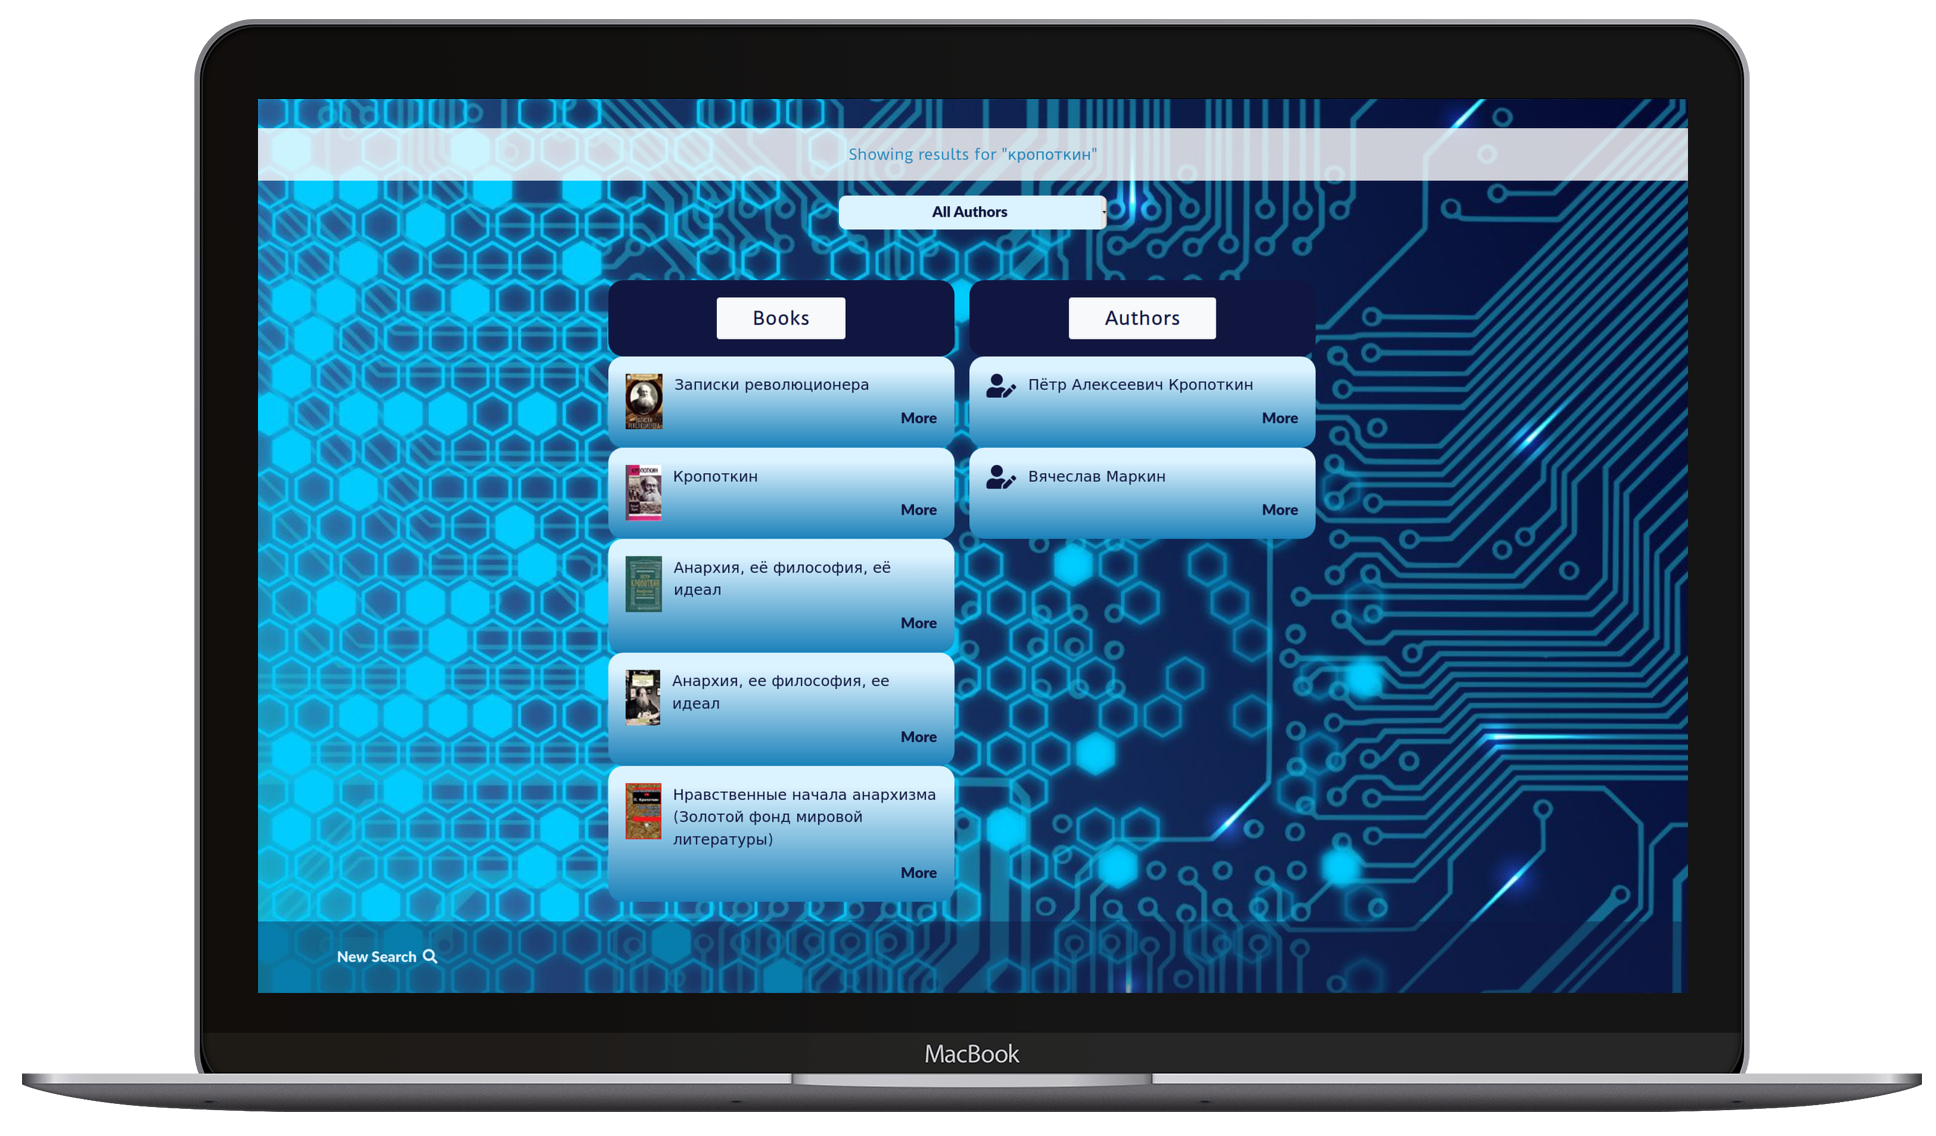 Showing results for "кропоткин"
All Authors
Books
Записки революционера
More
Кропоткин
More
Анархия, её философия, её
идеал
More
Анархия, ее философия, ее
идеал
More
Нравственные начала анархизма
(Золотой фонд мировой
литературы)
More
Authors
Пётр Алексеевич Кропоткин
More
Вячеслав Маркин
More
New Search
MacBook